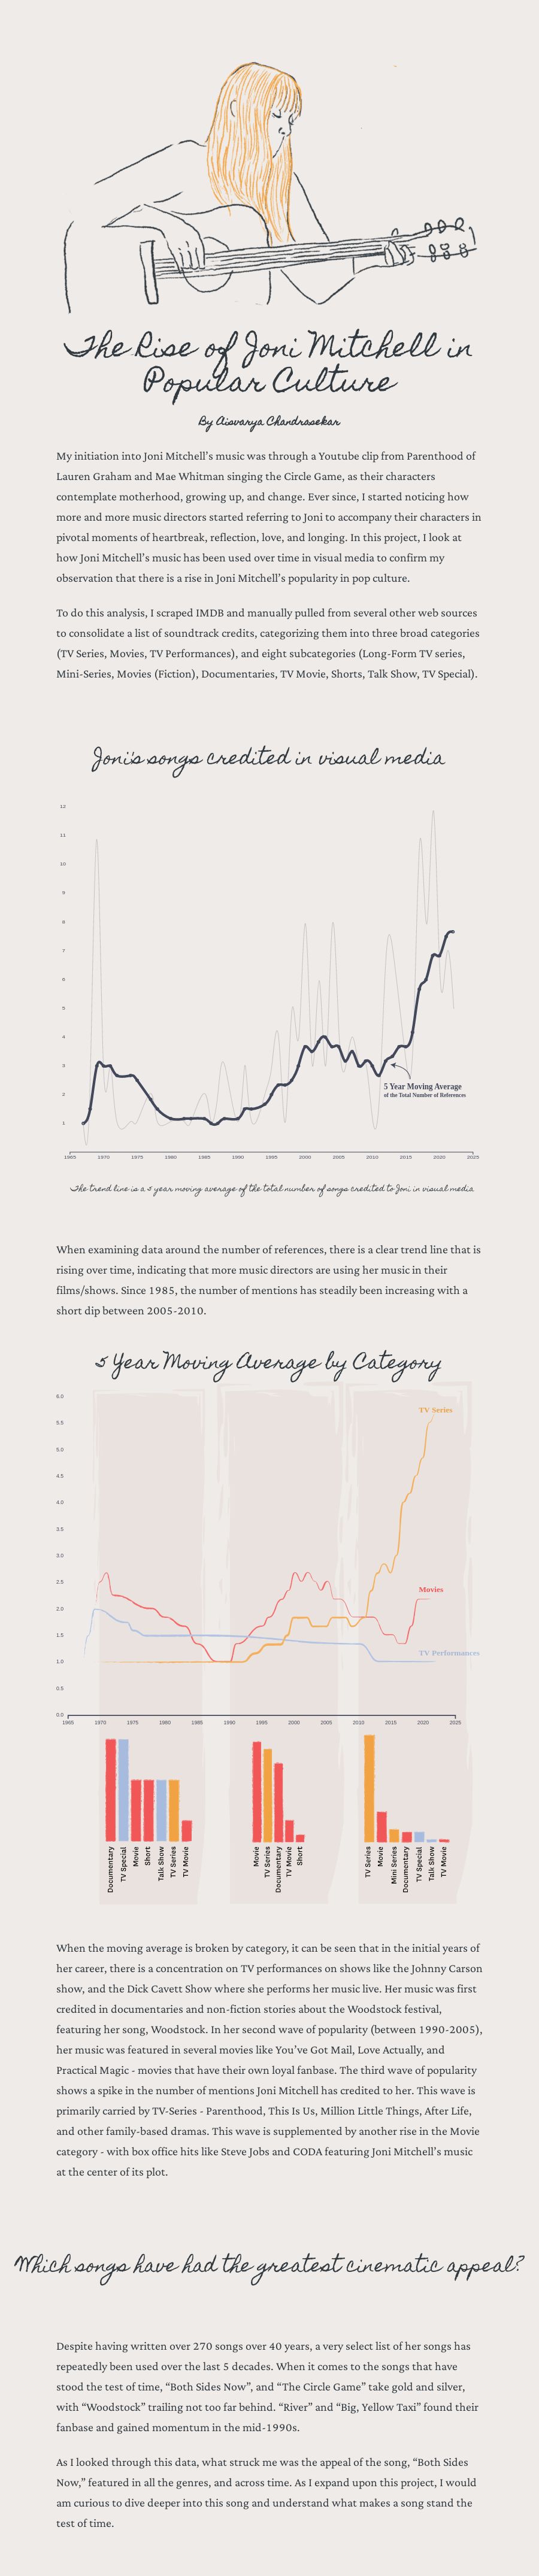 The Rise of Joni Mitchell in
Popular Culture
By Aisvarya Chandrasekar
My initiation into Joni Mitchell’s music was through a Youtube clip from Parenthood of
Lauren Graham and Mae Whitman singing the Circle Game, as their characters
contemplate motherhood, growing up, and change. Ever since, I started noticing how
more and more music directors started referring to Joni to accompany their characters in
pivotal moments of heartbreak, reflection, love, and longing. In this project, I look at
how Joni Mitchell’s music has been used over time in visual media to confirm my
observation that there is a rise in Joni Mitchell’s popularity in pop culture.
To do this analysis, I scraped IMDB and manually pulled from several other web sources
to consolidate a list of soundtrack credits, categorizing them into three broad categories
(TV Series, Movies, TV Performances), and eight subcategories (Long-Form TV series,
Mini-Series, Movies (Fiction), Documentaries, TV Movie, Shorts, Talk Show, TV Special).
Joni's songs credited in visual media
12
11
10
9
8
7
6
5
4
3
2
1
5 Year Moving Average
of the Total Number of References
1965 1970 1975 1980 1985 1990 1995 2000 2005 2010 2015 2020 2025
The trend line is a 5 year moving average of the total number of songs credited to Joni in visual media
When examining data around the number of references, there is a clear trend line that is
rising over time, indicating that more music directors are using her music in their
films/shows. Since 1985, the number of mentions has steadily been increasing with a
short dip between 2005-2010.
5 Year Moving Average by Category
6.0
5.5
5.0
4.5
4.0
3.5
3.0
2.5
2.0
1.5
1.0
0.5
0.0
TV Series
Movies
TV Performances
1965 1970 1975 1980 1985 1990 1995 2000 2005 2010 2015 2020 2025
Documentary
TV Special
Movie
Short
Talk Show
TV Series
TV Movie
Movie
TV Series
Documentary
TV Movie
Short
TV Series
Movie
Mini Series
Documentary
TV Special
Talk Show
TV Movie
When the moving average is broken by category, it can be seen that in the initial years of
her career, there is a concentration on TV performances on shows like the Johnny Carson
show, and the Dick Cavett Show where she performs her music live. Her music was first
credited in documentaries and non-fiction stories about the Woodstock festival,
featuring her song, Woodstock. In her second wave of popularity (between 1990-2005),
her music was featured in several movies like You’ve Got Mail, Love Actually, and
Practical Magic - movies that have their own loyal fanbase. The third wave of popularity
shows a spike in the number of mentions Joni Mitchell has credited to her. This wave is
primarily carried by TV-Series - Parenthood, This Is Us, Million Little Things, After Life,
and other family-based dramas. This wave is supplemented by another rise in the Movie
category - with box office hits like Steve Jobs and CODA featuring Joni Mitchell’s music
at the center of its plot.
Which songs have had the greatest cinematic appeal?
Despite having written over 270 songs over 40 years, a very select list of her songs has
repeatedly been used over the last 5 decades. When it comes to the songs that have
stood the test of time, “Both Sides Now”, and “The Circle Game” take gold and silver,
with “Woodstock” trailing not too far behind. “River” and “Big, Yellow Taxi” found their
fanbase and gained momentum in the mid-1990s.
As I looked through this data, what struck me was the appeal of the song, “Both Sides
Now,” featured in all the genres, and across time. As I expand upon this project, I would
am curious to dive deeper into this song and understand what makes a song stand the
test of time.